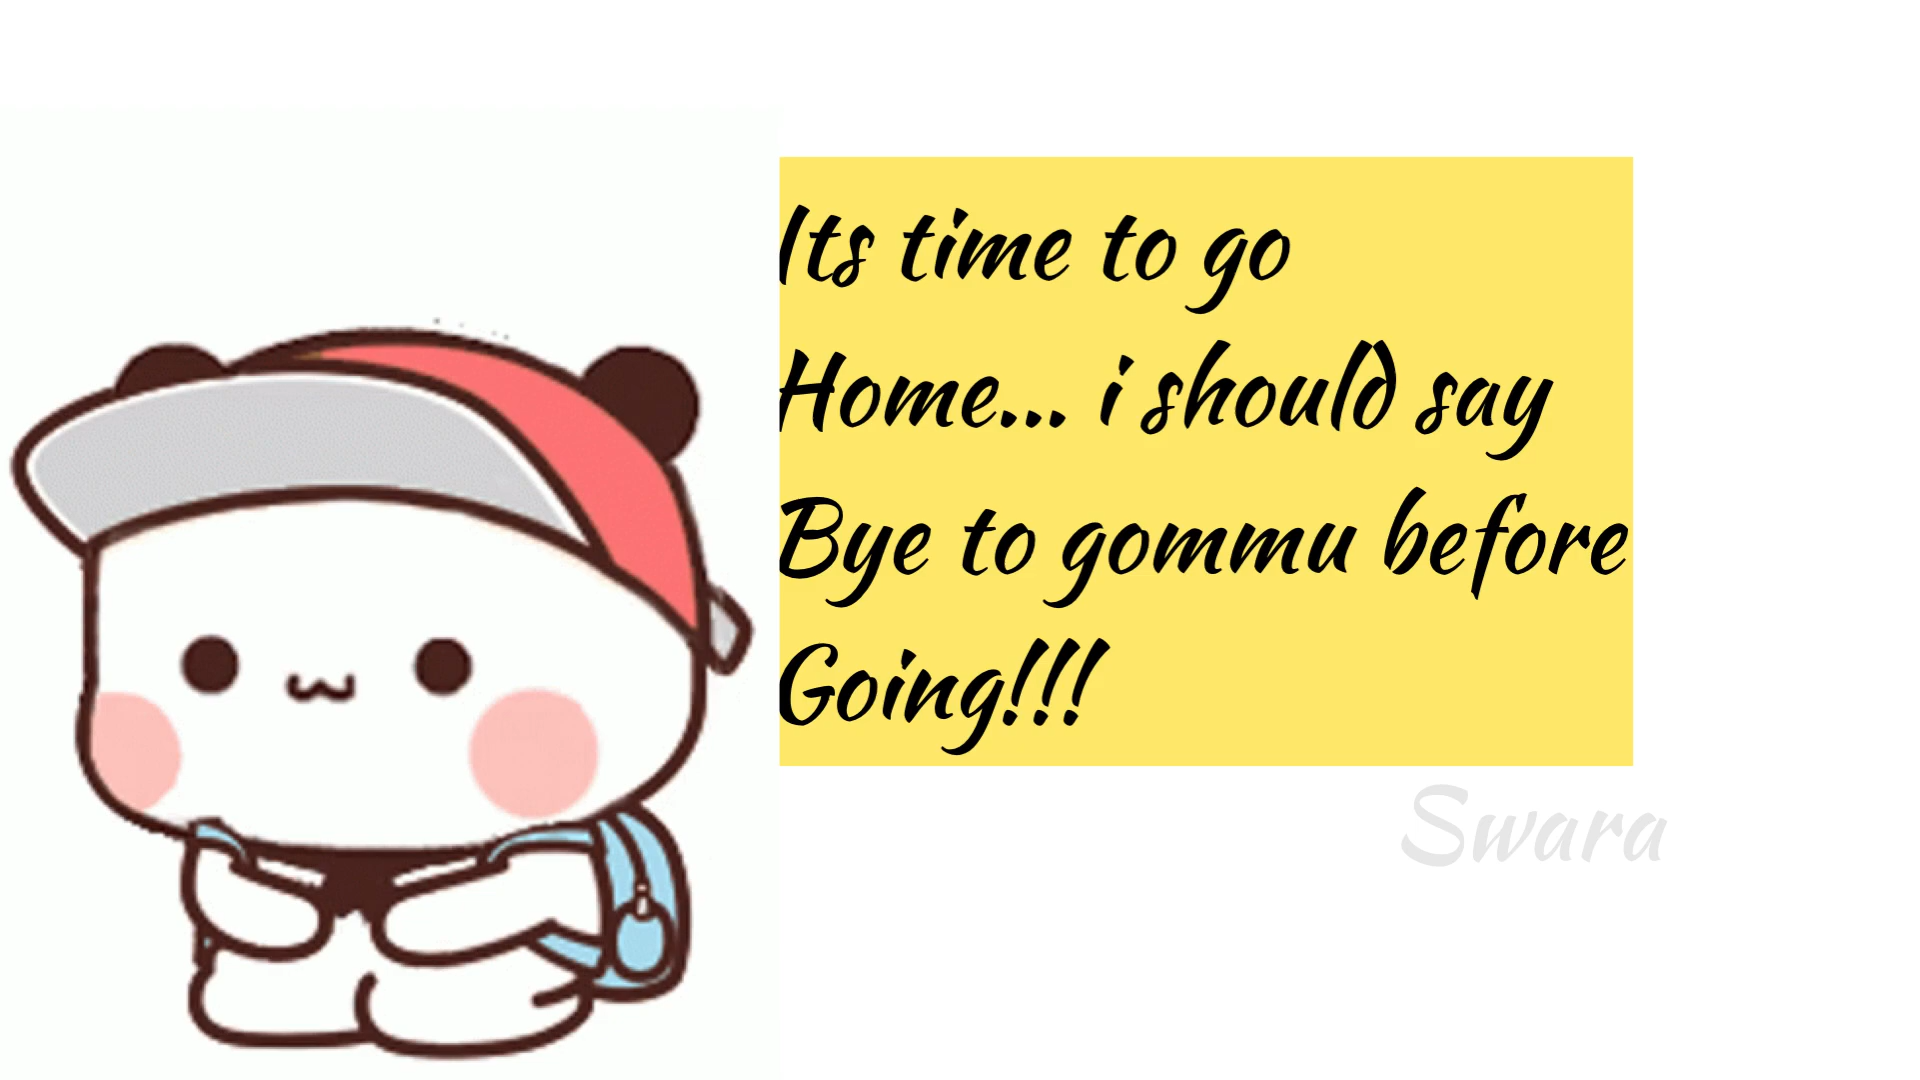 Its time to go
Home... i should say
Bye to gommu before
Going!!!
Swara